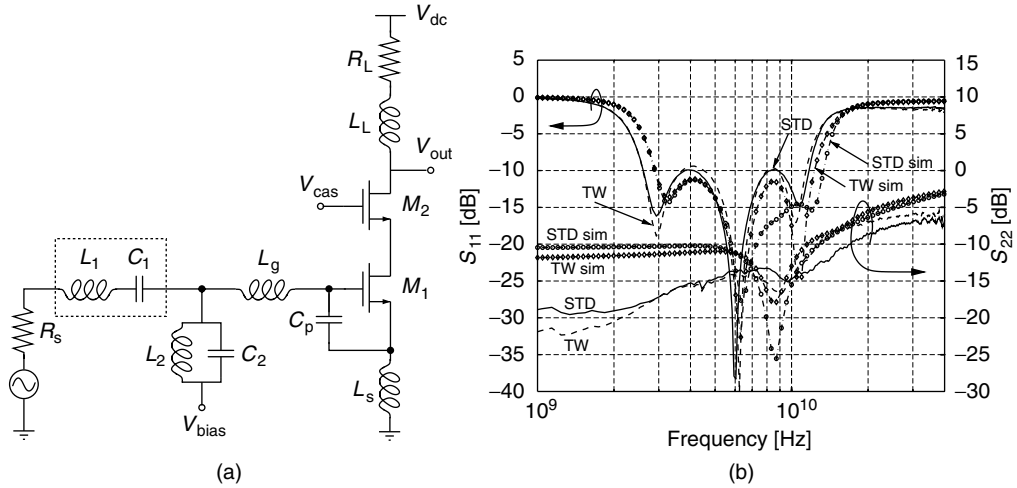 V_dc
R_L
L_L
V_out
V_cas
M_2
L_1
C_1
L_g
M_1
R_s
C_p
L_2
C_2
L_s
V_bias
(a)
5
0
−5
−10
−15
−20
−25
−30
−35
−40
S_11 [dB]
15
10
5
0
−5
−10
−15
−20
−25
−30
S_22 [dB]
STD
STD sim
TW sim
TW
STD sim
TW sim
STD
TW
10^9
10^10
Frequency [Hz]
(b)